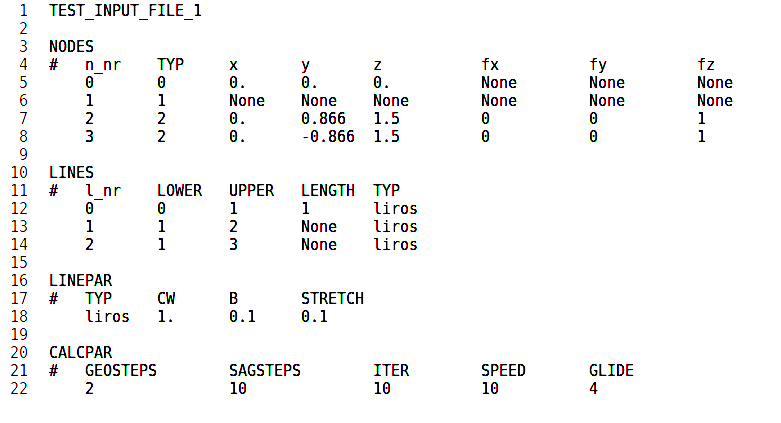 1 TEST_INPUT_FILE_1
2
3 NODES
4 # n_nr TYP x y z fx fy fz
5 0 0 0. 0. 0. None None None
6 1 1 None None None None None None
7 2 2 0. 0.866 1.5 0 0 1
8 3 2 0. -0.866 1.5 0 0 1
9
10 LINES
11 # l_nr LOWER UPPER LENGTH TYP
12 0 0 1 1 liros
13 1 1 2 None liros
14 2 1 3 None liros
15
16 LINEPAR
17 # TYP CW B STRETCH
18 liros 1. 0.1 0.1
19
20 CALCPAR
21 # GEOSTEPS SAGSTEPS ITER SPEED GLIDE
22 2 10 10 10 4